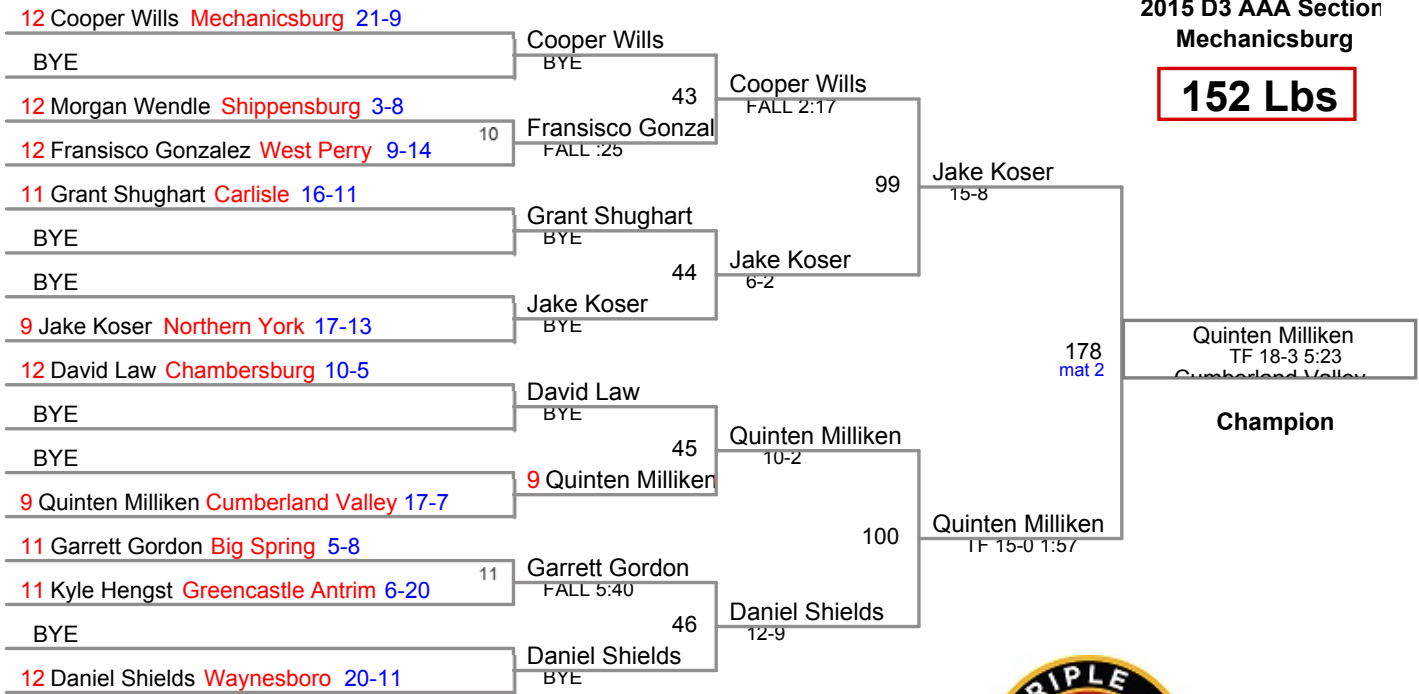 12 Cooper Wills Mechanicsburg 21-9
BYE
12 Morgan Wendle Shippensburg 3-8
12 Fransisco Gonzalez West Perry 9-14
11 Grant Shughart Carlisle 16-11
BYE
BYE
9 Jake Koser Northern York 17-13
12 David Law Chambersburg 10-5
BYE
BYE
9 Quinten Milliken Cumberland Valley 17-7
11 Garrett Gordon Big Spring 5-8
11 Kyle Hengst Greencastle Antrim 6-20
BYE
12 Daniel Shields Waynesboro 20-11
10
11
Cooper Wills
BYE
Fransisco Gonzal
FALL :25
Grant Shughart
BYE
Jake Koser
BYE
David Law
BYE
9 Quinten Milliken
Garrett Gordon
FALL 5:40
Daniel Shields
BYE
43
44
45
46
Cooper Wills
FALL 2:17
Jake Koser
6-2
Quinten Milliken
10-2
Daniel Shields
12-9
99
100
Jake Koser
15-8
Quinten Milliken
TF 15-0 1:57
178
mat 2
Quinten Milliken
TF 18-3 5:23
Cumberland Valley
Champion
2015 D3 AAA Section
Mechanicsburg
152 Lbs
RIPLE